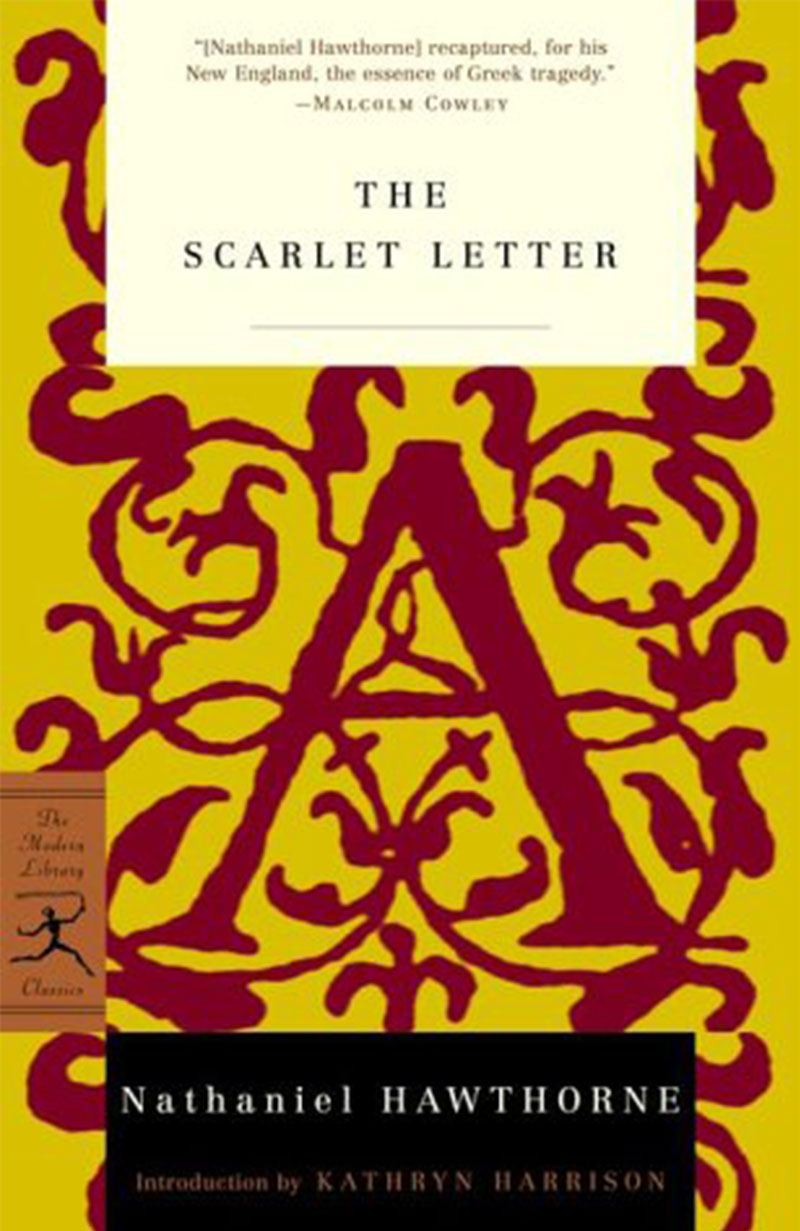 “[Nathaniel Hawthorne] recaptured, for his
New England, the essence of Greek tragedy.”
—MALCOLM COWLEY
THE
SCARLET LETTER
A
The
Modern
Library
Classics
Nathaniel HAWTHORNE
Introduction by KATHRYN HARRISON